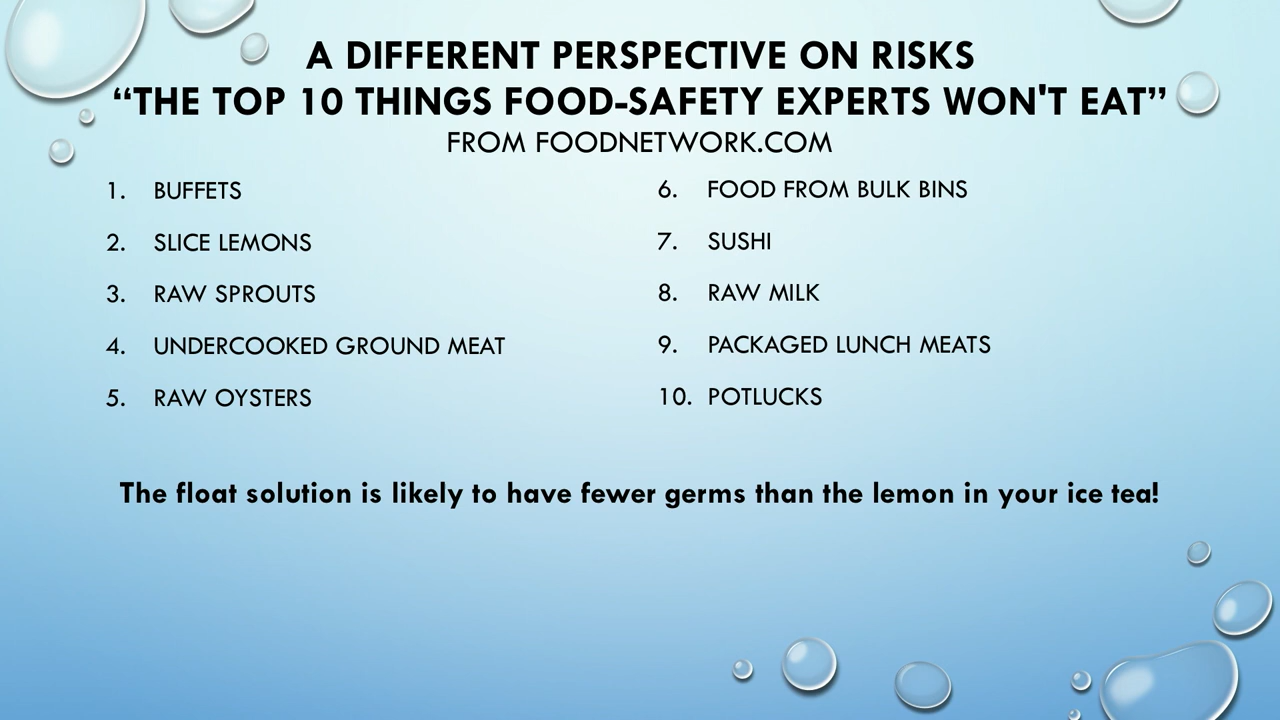 A DIFFERENT PERSPECTIVE ON RISKS
“THE TOP 10 THINGS FOOD-SAFETY EXPERTS WON'T EAT”
FROM FOODNETWORK.COM
1. BUFFETS
2. SLICE LEMONS
3. RAW SPROUTS
4. UNDERCOOKED GROUND MEAT
5. RAW OYSTERS
6. FOOD FROM BULK BINS
7. SUSHI
8. RAW MILK
9. PACKAGED LUNCH MEATS
10. POTLUCKS
The float solution is likely to have fewer germs than the lemon in your ice tea!